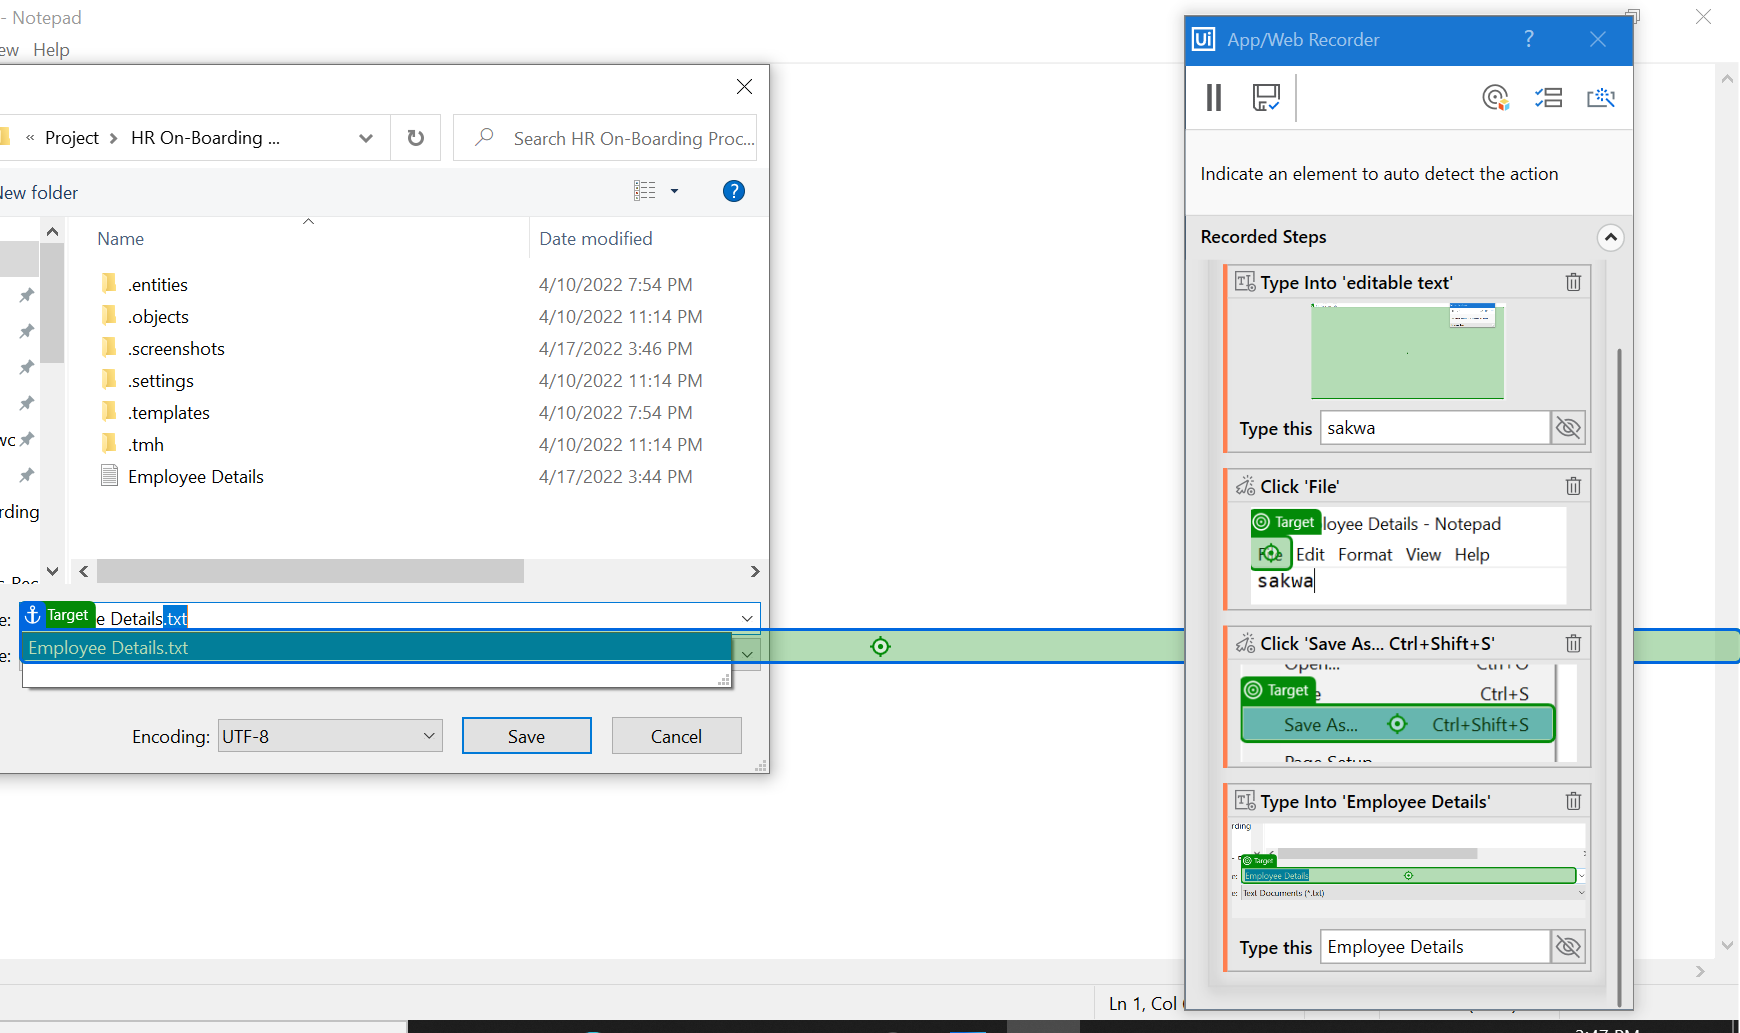 - Notepad
ew Help
« Project > HR On-Boarding ...
Search HR On-Boarding Proc...
New folder
Name Date modified
.entities 4/10/2022 7:54 PM
.objects 4/10/2022 11:14 PM
.screenshots 4/17/2022 3:46 PM
.settings 4/10/2022 11:14 PM
.templates 4/10/2022 7:54 PM
.tmh 4/10/2022 11:14 PM
Employee Details 4/17/2022 3:44 PM
wc
rding
s Rec
e: Target e Details.txt
Employee Details.txt
e:
Encoding: UTF-8 Save Cancel
Ln 1, Col
Ui App/Web Recorder ?
Indicate an element to auto detect the action
Recorded Steps
Type Into 'editable text'
Type this sakwa
Click 'File'
Target loyee Details - Notepad
File Edit Format View Help
sakwa
Click 'Save As... Ctrl+Shift+S'
Open... Ctrl+O
Target e Ctrl+S
Save As... Ctrl+Shift+S
Page Setup
Type Into 'Employee Details'
rding
Target
e: Employee Details
e: Text Documents (*.txt)
Type this Employee Details
3:47 PM